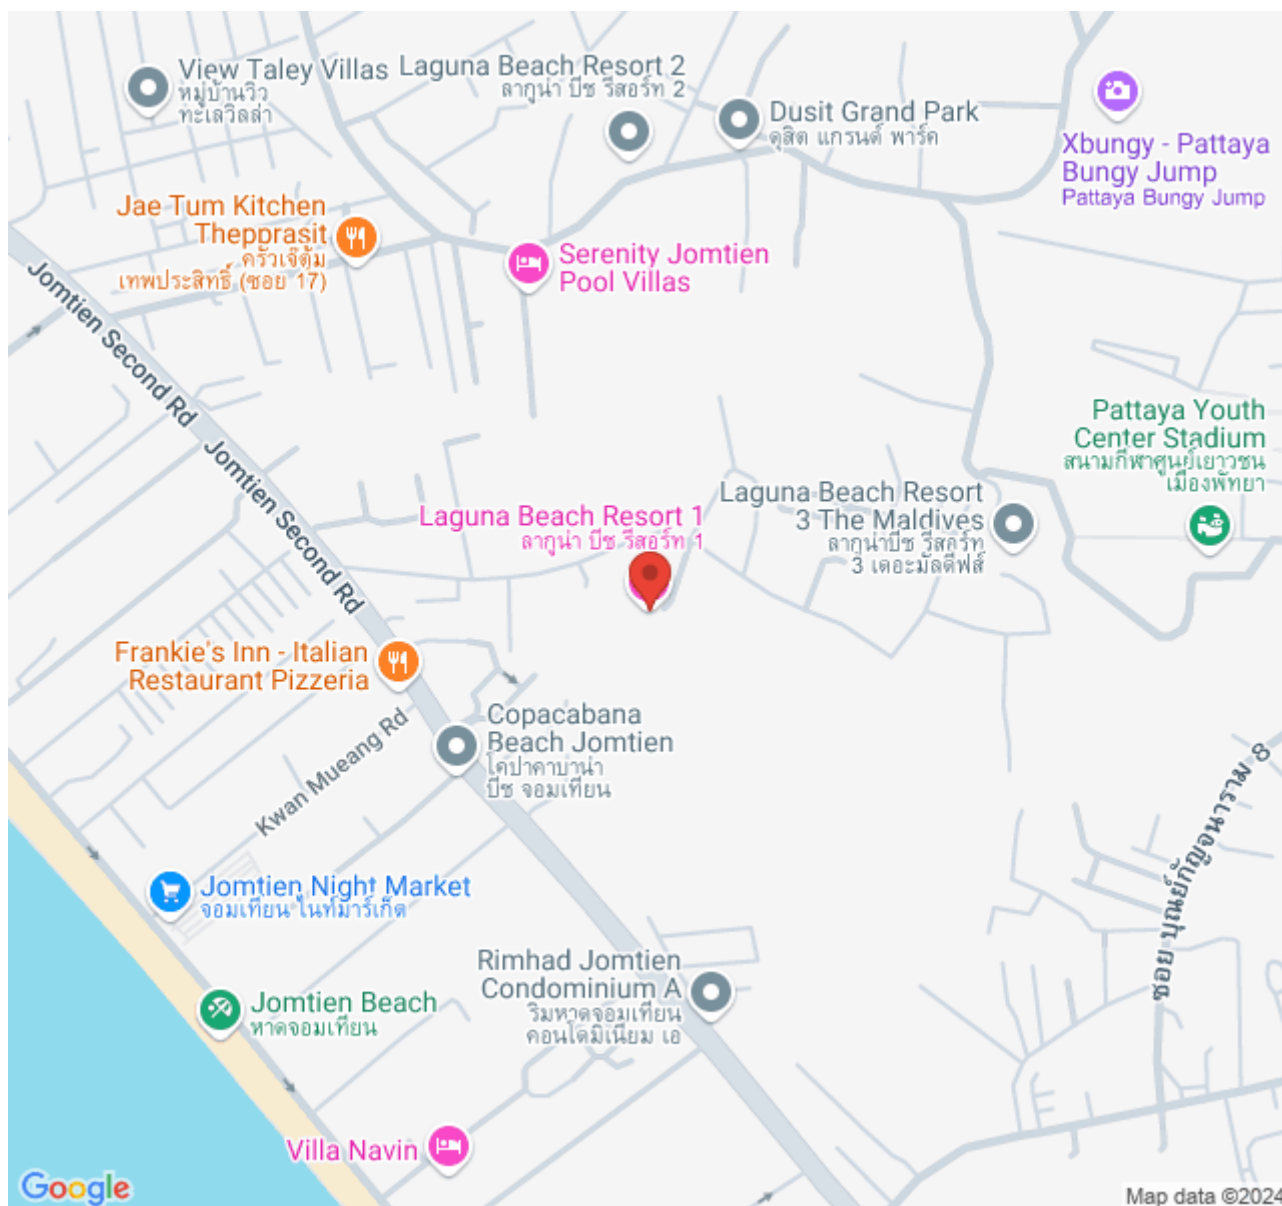 View Taley Villas
หมู่บ้านวิว
ทะเลวิลล่า
Laguna Beach Resort 2
ลากูน่า บีช รีสอร์ท 2
Dusit Grand Park
ดุสิต แกรนด์ พาร์ค
Xbungy - Pattaya
Bungy Jump
Pattaya Bungy Jump
Jae Tum Kitchen
Thepprasit
ครัวเจ๊ตุ้ม
เทพประสิทธิ์ (ซอย 17)
Serenity Jomtien
Pool Villas
Jomtien Second Rd
Jomtien Second Rd
Pattaya Youth
Center Stadium
สนามกีฬาศูนย์เยาวชน
เมืองพัทยา
Laguna Beach Resort
3 The Maldives
ลากูน่าบีช รีสอร์ท
3 เดอะมัลดีฟส์
Laguna Beach Resort 1
ลากูน่า บีช รีสอร์ท 1
Frankie's Inn - Italian
Restaurant Pizzeria
Copacabana
Beach Jomtien
โคปาคาบาน่า
บีช จอมเทียน
Kwan Mueang Rd
ซอย บุณย์กัญจนาราม 8
Jomtien Night Market
จอมเทียน ไนท์มาร์เก็ต
Rimhad Jomtien
Condominium A
ริมหาดจอมเทียน
คอนโดมิเนียม เอ
Jomtien Beach
หาดจอมเทียน
Villa Navin
Google
Map data ©2024